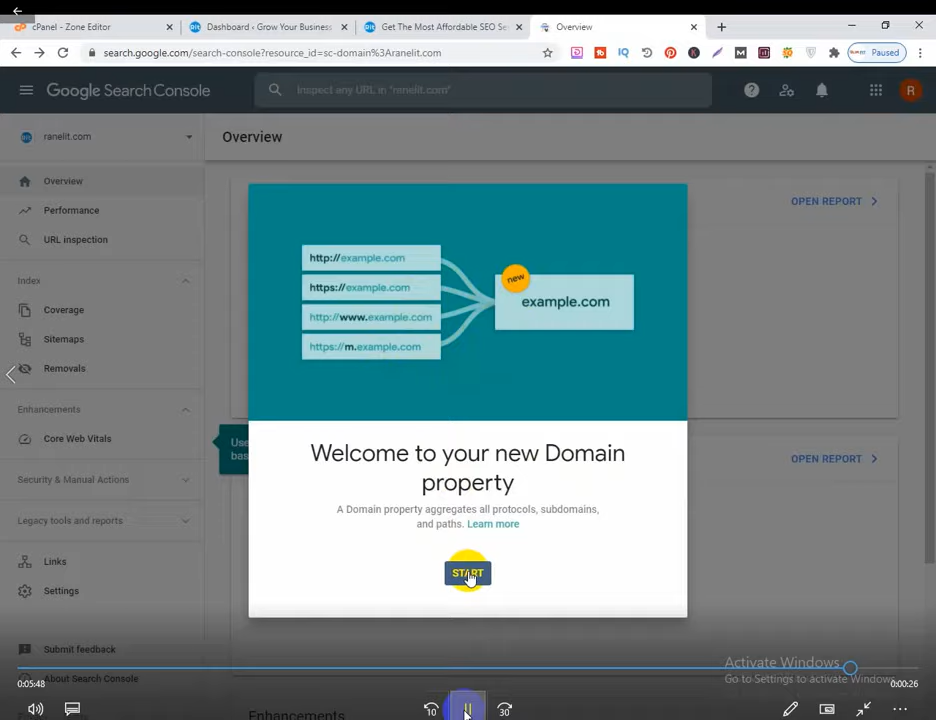 cPanel - Zone Editor
Dashboard ‹ Grow Your Business
Get The Most Affordable SEO Se
Overview
search.google.com/search-console?resource_id=sc-domain%3Aranelit.com
Paused
Google Search Console
Inspect any URL in "ranelit.com"
R
ranelit.com
Overview
Overview
Performance
URL inspection
Index
Coverage
Sitemaps
Removals
Enhancements
Core Web Vitals
Security & Manual Actions
Legacy tools and reports
Links
Settings
Submit feedback
About Search Console
OPEN REPORT
OPEN REPORT
Use
bas
http://example.com
https://example.com
http://www.example.com
https://m.example.com
new
example.com
Welcome to your new Domain
property
A Domain property aggregates all protocols, subdomains,
and paths. Learn more
START
Activate Windows
Go to Settings to activate Windows.
0:05:48
0:00:26
Enhancements
10
30